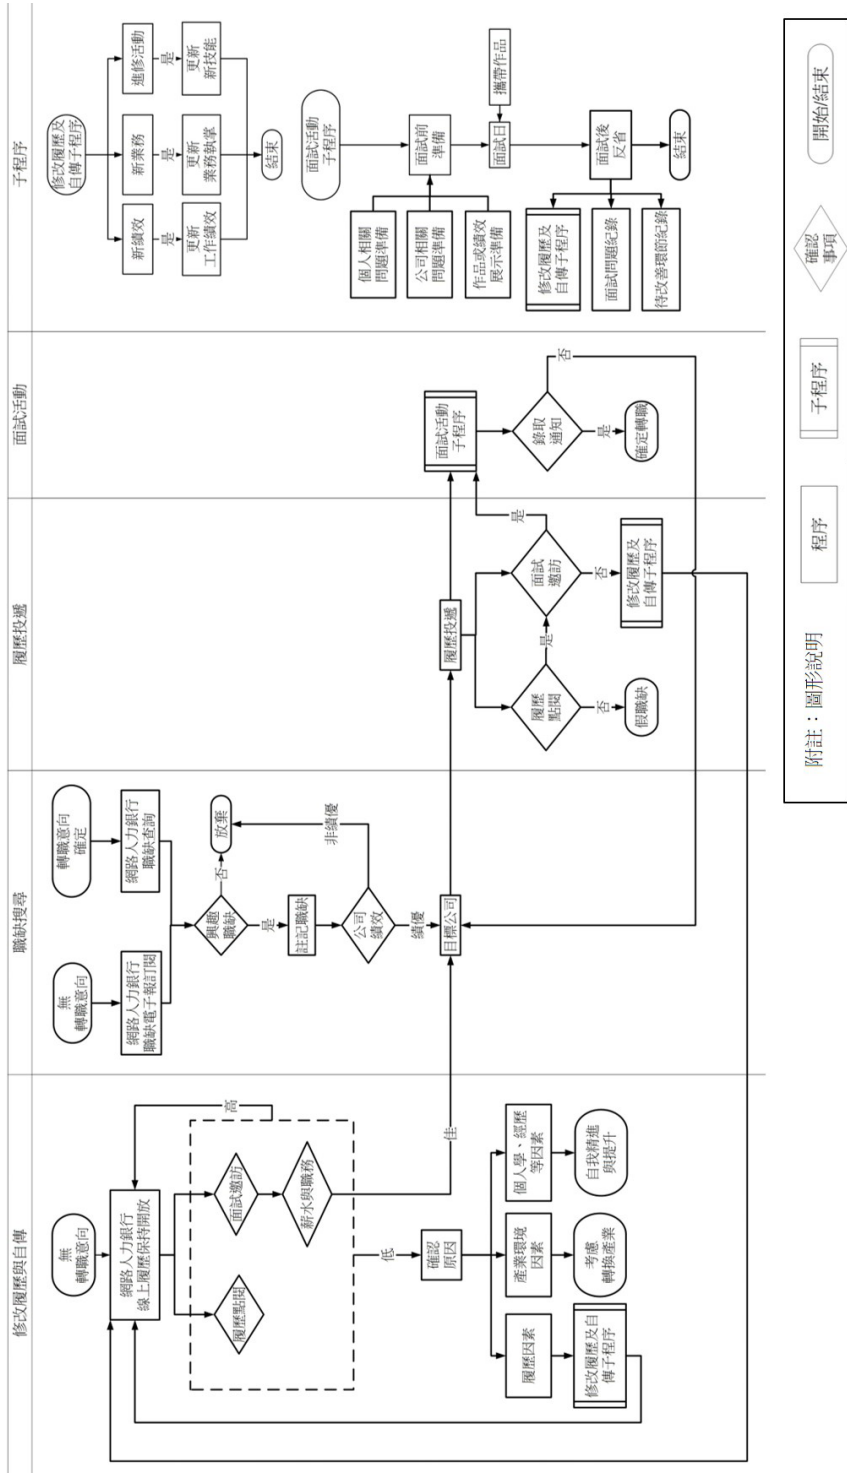 修改履歷與自傳
職缺搜尋
履歷投遞
面試活動
子程序
無
轉職意向
網路人力銀行
線上履歷保持開放
履歷點閱
面試邀訪
薪水與職務
高
低
佳
確認
原因
履歷因素
產業環境
因素
個人學、經歷
等因素
修改履歷及自
傳子程序
考慮
轉換產業
自我精進
與提升
無
轉職意向
轉職意向
確定
網路人力銀行
職缺電子報訂閱
網路人力銀行
職缺查詢
興趣
職缺
否
放棄
是
註記職缺
公司
績效
非績優
績優
目標公司
履歷投遞
履歷
點閱
是
面試
邀訪
是
否
假職缺
否
修改履歷及
自傳子程序
面試活動
子程序
錄取
通知
否
是
確定轉職
修改履歷及
自傳子程序
新績效
新業務
進修活動
是
是
是
更新
工作績效
更新
業務執掌
更新
新技能
結束
面試活動
子程序
個人相關
問題準備
公司相關
問題準備
作品或績效
展示準備
面試前
準備
面試日
攜帶作品
面試後
反省
修改履歷及
自傳子程序
面試問題紀錄
待改善環節紀錄
結束
附註：圖形說明
程序
子程序
確認
事項
開始/結束